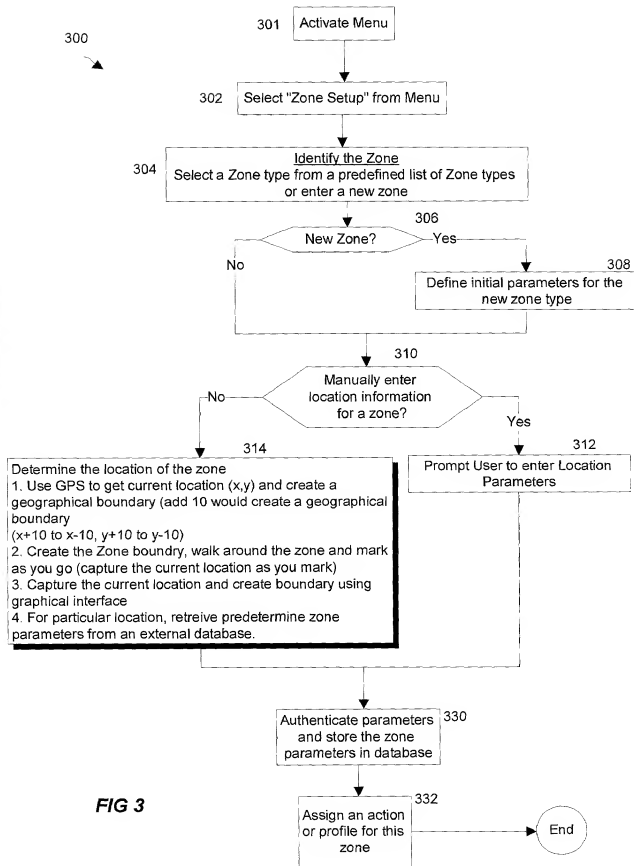 301
Activate Menu
300
302
Select "Zone Setup" from Menu
304
Identify the Zone
Select a Zone type from a predefined list of Zone types
or enter a new zone
306
New Zone?
Yes
No
308
Define initial parameters for the
new zone type
310
Manually enter
location information
for a zone?
No
Yes
314
Determine the location of the zone
1. Use GPS to get current location (x,y) and create a
geographical boundary (add 10 would create a geographical
boundary
(x+10 to x-10, y+10 to y-10)
2. Create the Zone boundry, walk around the zone and mark
as you go (capture the current location as you mark)
3. Capture the current location and create boundary using
graphical interface
4. For particular location, retreive predetermine zone
parameters from an external database.
312
Prompt User to enter Location
Parameters
330
Authenticate parameters
and store the zone
parameters in database
332
Assign an action
or profile for this
zone
End
FIG 3